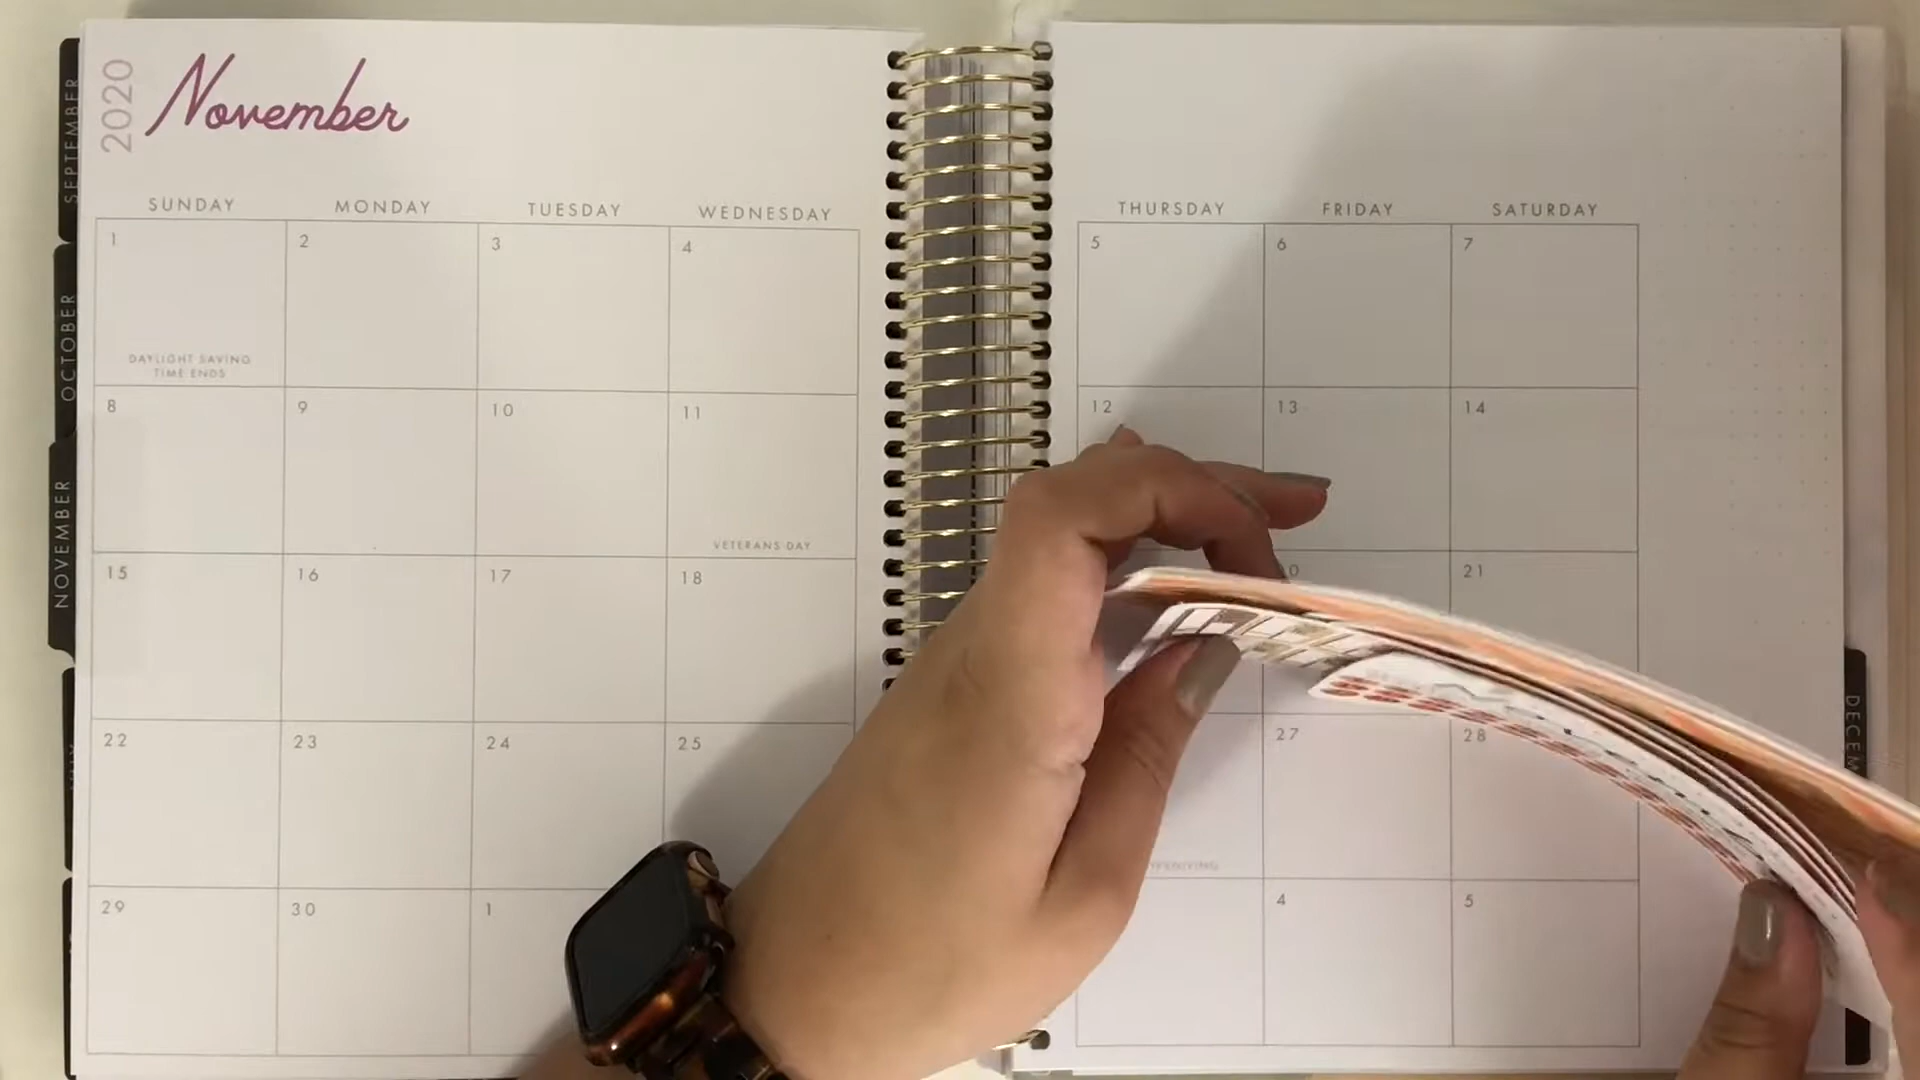 2020
November
SUNDAY MONDAY TUESDAY WEDNESDAY THURSDAY FRIDAY SATURDAY
1 2 3 4 5 6 7
DAYLIGHT SAVING
TIME ENDS
8 9 10 11 12 13 14
VETERANS DAY
15 16 17 18 21
22 23 24 25 27 28
29 30 1 4 5
SEPTEMBER
OCTOBER
NOVEMBER